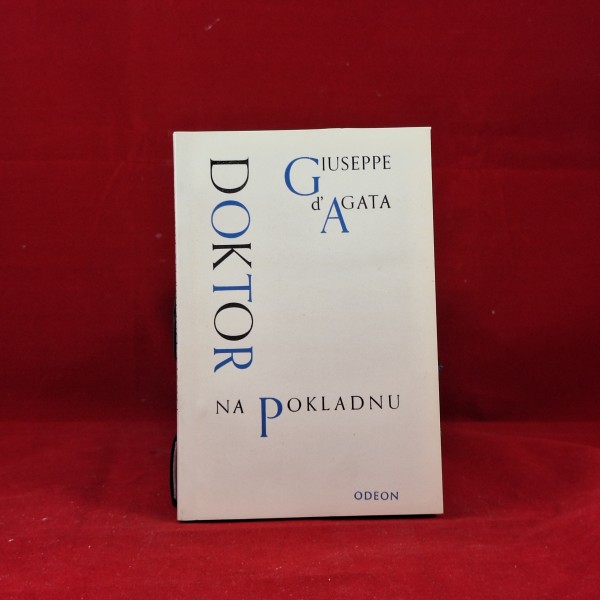 GIUSEPPE
d'AGATA
DOKTOR
NA POKLADNU
ODEON